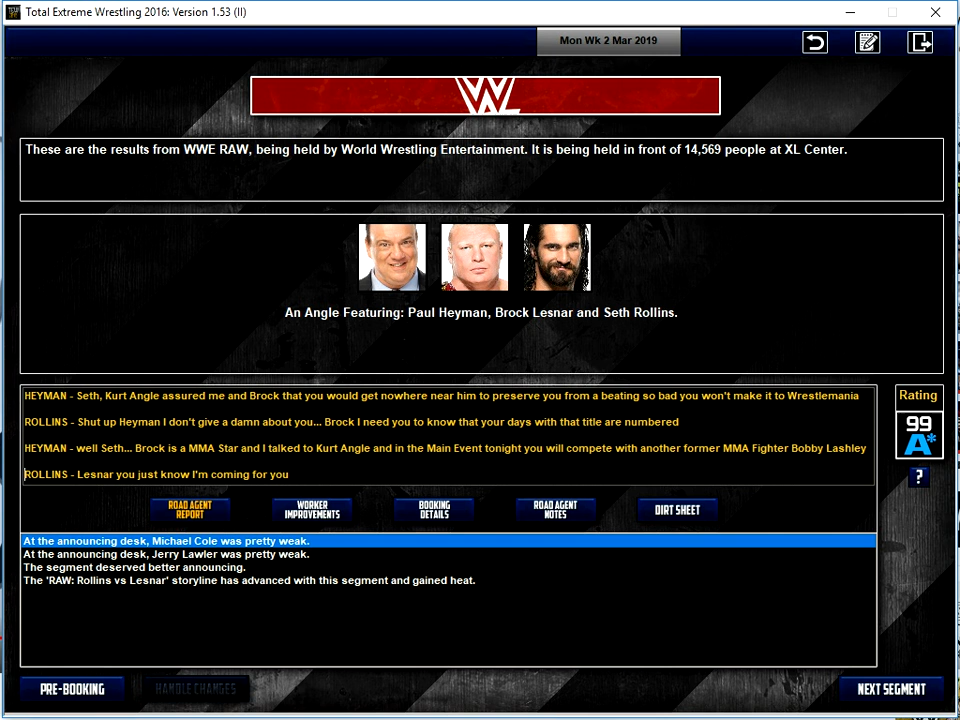 Total Extreme Wrestling 2016: Version 1.53 (II)
Mon Wk 2 Mar 2019
These are the results from WWE RAW, being held by World Wrestling Entertainment. It is being held in front of 14,569 people at XL Center.
An Angle Featuring: Paul Heyman, Brock Lesnar and Seth Rollins.
HEYMAN - Seth, Kurt Angle assured me and Brock that you would get nowhere near him to preserve you from a beating so bad you won't make it to Wrestlemania
ROLLINS - Shut up Heyman I don't give a damn about you... Brock I need you to know that your days with that title are numbered
HEYMAN - well Seth... Brock is a MMA Star and I talked to Kurt Angle and in the Main Event tonight you will compete with another former MMA Fighter Bobby Lashley
ROLLINS - Lesnar you just know I'm coming for you
Rating
99
A*
?
ROAD AGENT REPORT
WORKER IMPROVEMENTS
BOOKING DETAILS
ROAD AGENT NOTES
DIRT SHEET
At the announcing desk, Michael Cole was pretty weak.
At the announcing desk, Jerry Lawler was pretty weak.
The segment deserved better announcing.
The 'RAW: Rollins vs Lesnar' storyline has advanced with this segment and gained heat.
PRE-BOOKING
HANDLE CHANGES
NEXT SEGMENT